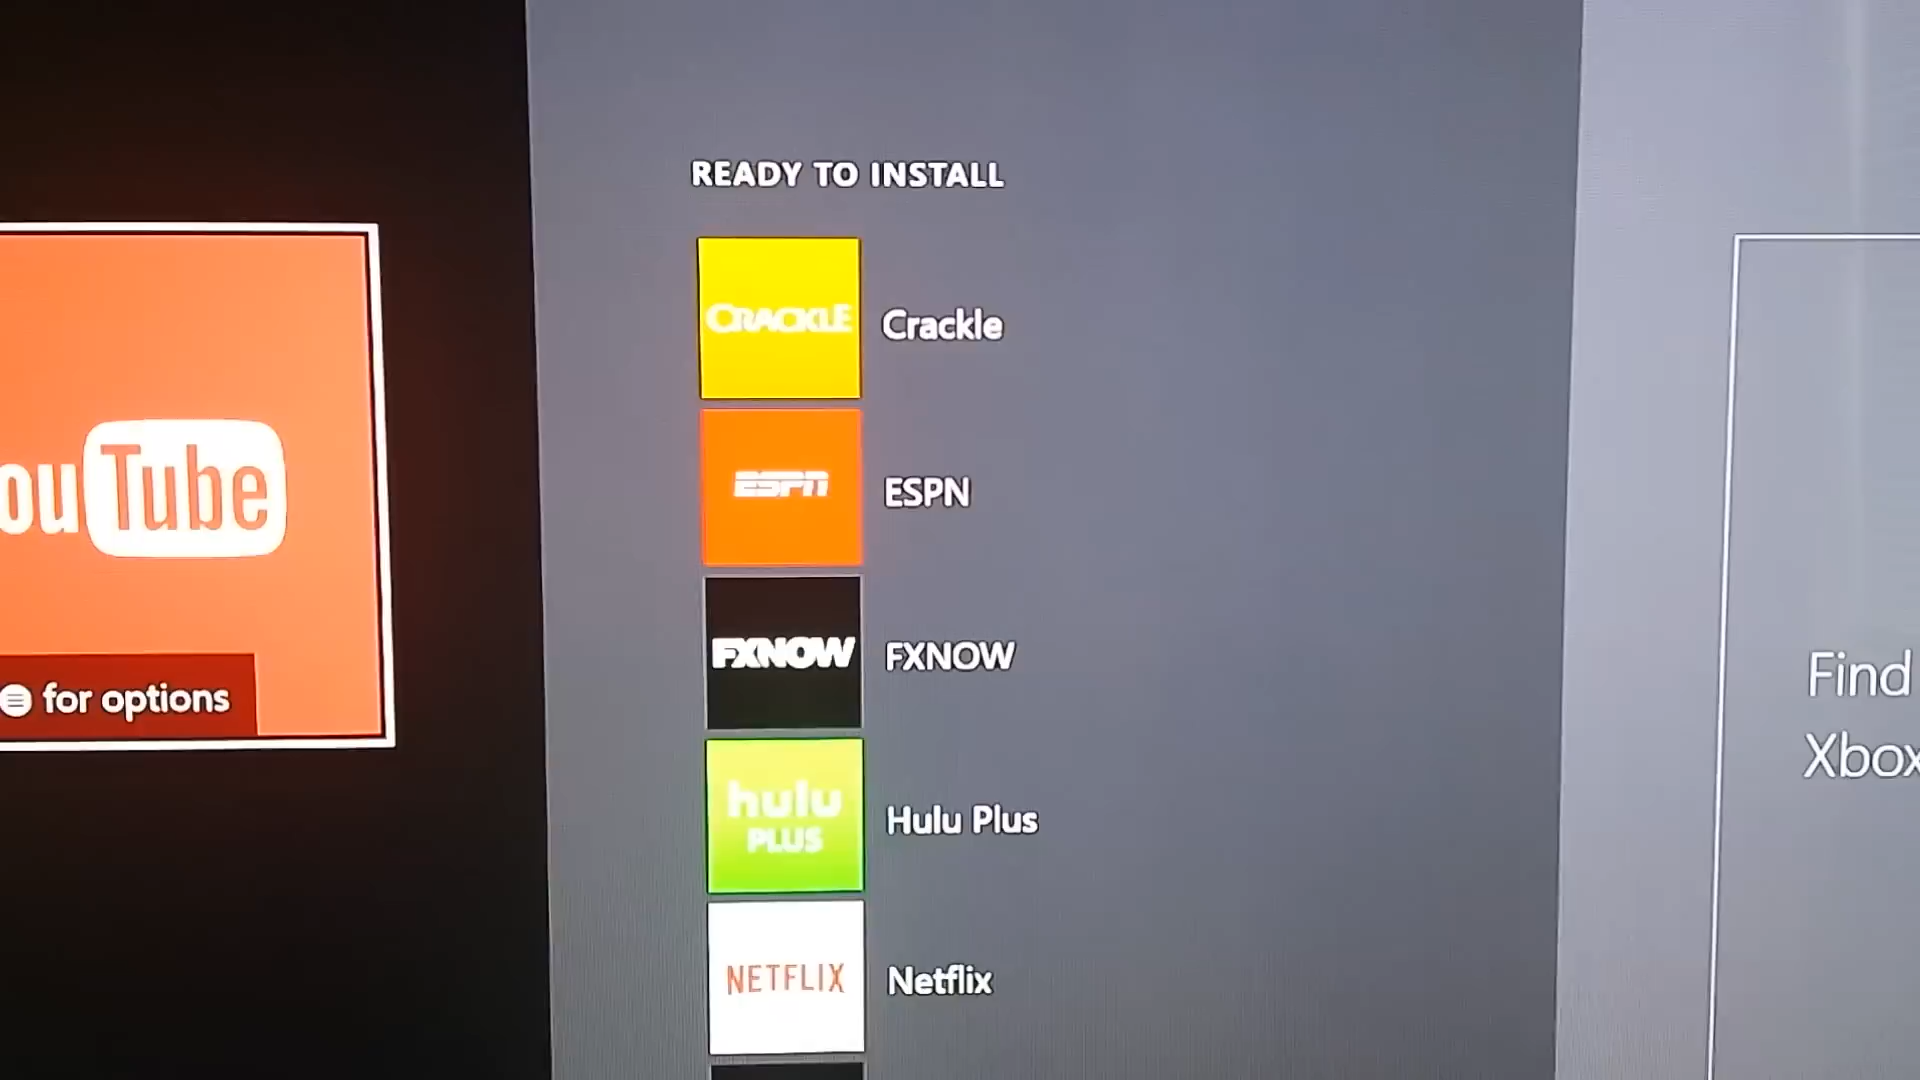 READY TO INSTALL
CRACKLE
Crackle
ESPN
ESPN
FXNOW
FXNOW
hulu
PLUS
Hulu Plus
NETFLIX
Netflix
ouTube
for options
Find
Xbox